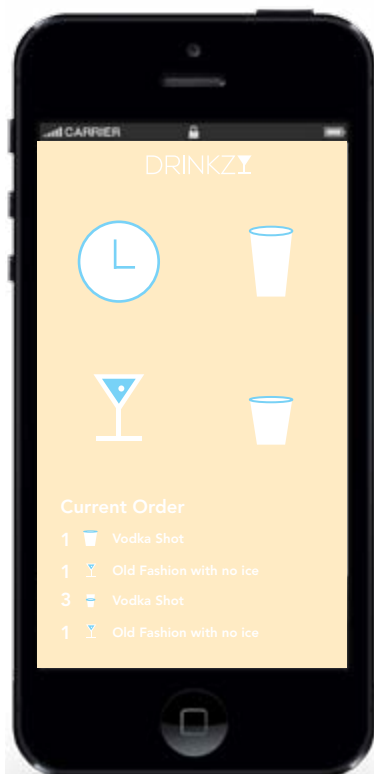 CARRIER
DRINKZ
Current Order
1 Vodka Shot
1 Old Fashion with no ice
3 Vodka Shot
1 Old Fashion with no ice